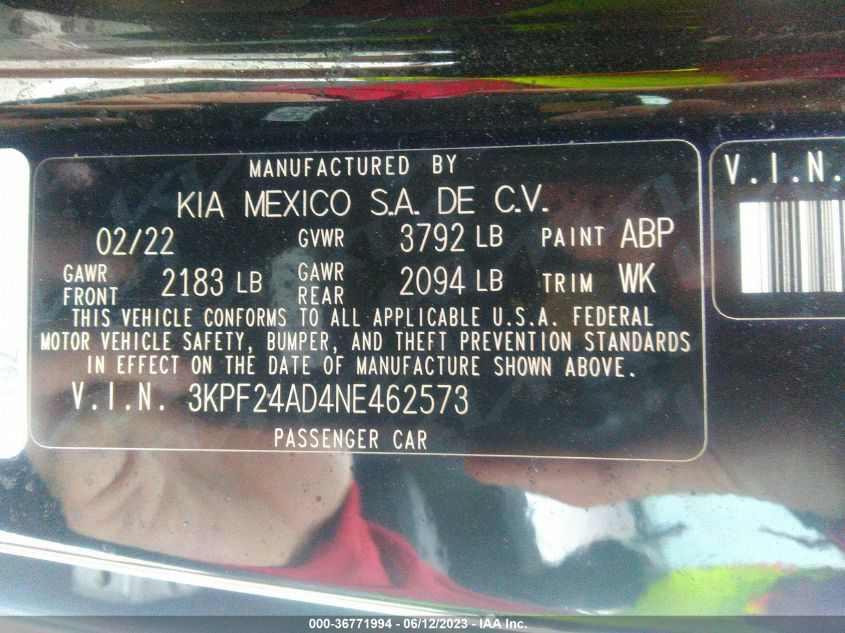 MANUFACTURED BY
KIA MEXICO S.A. DE C.V.
02/22 GVWR 3792 LB PAINT ABP
GAWR FRONT 2183 LB GAWR REAR 2094 LB TRIM WK
THIS VEHICLE CONFORMS TO ALL APPLICABLE U.S.A. FEDERAL
MOTOR VEHICLE SAFETY, BUMPER, AND THEFT PREVENTION STANDARDS
IN EFFECT ON THE DATE OF MANUFACTURE SHOWN ABOVE.
V.I.N. 3KPF24AD4NE462573
PASSENGER CAR
V.I.N.
000-36771994 - 06/12/2023 - IAA Inc.